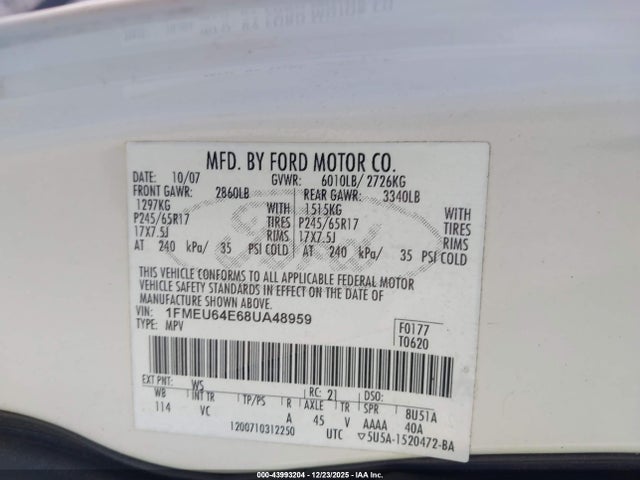 MFD. BY FORD MOTOR CO.
DATE: 10/07 GVWR: 6010LB/ 2726KG
FRONT GAWR: 2860LB REAR GAWR: 3340LB
1297KG WITH 1515KG WITH
P245/65R17 TIRES P245/65R17 TIRES
17X7.5J RIMS 17X7.5J RIMS
AT 240 kPa/ 35 PSI COLD AT 240 kPa/ 35 PSI COLD
THIS VEHICLE CONFORMS TO ALL APPLICABLE FEDERAL MOTOR
VEHICLE SAFETY STANDARDS IN EFFECT ON THE DATE OF
MANUFACTURE SHOWN ABOVE.
VIN: 1FMEU64E68UA48959
TYPE: MPV
F0177
T0620
EXT PNT: WS RC: 21 DSO:
WB INT TR TP/PS R AXLE TR SPR 8U51A
114 VC A 45 V AAAA 40A
1200710312250 UTC ▽5U5A-1520472-BA
Ford
000-43993204 - 12/23/2025 - IAAI.COM